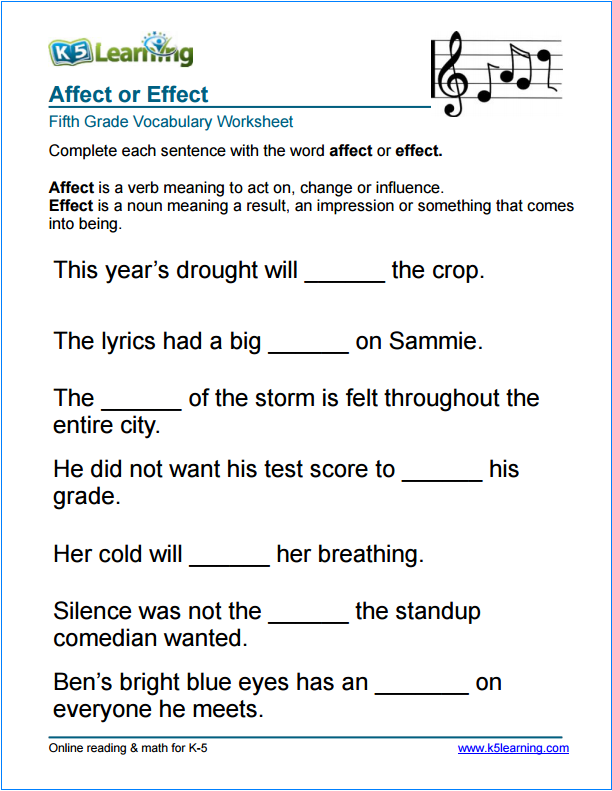 K5 Learning
Affect or Effect
Fifth Grade Vocabulary Worksheet
Complete each sentence with the word affect or effect.
Affect is a verb meaning to act on, change or influence.
Effect is a noun meaning a result, an impression or something that comes
into being.
This year’s drought will ______ the crop.
The lyrics had a big ______ on Sammie.
The ______ of the storm is felt throughout the
entire city.
He did not want his test score to ______ his
grade.
Her cold will ______ her breathing.
Silence was not the ______ the standup
comedian wanted.
Ben’s bright blue eyes has an _______ on
everyone he meets.
Online reading & math for K-5
www.k5learning.com